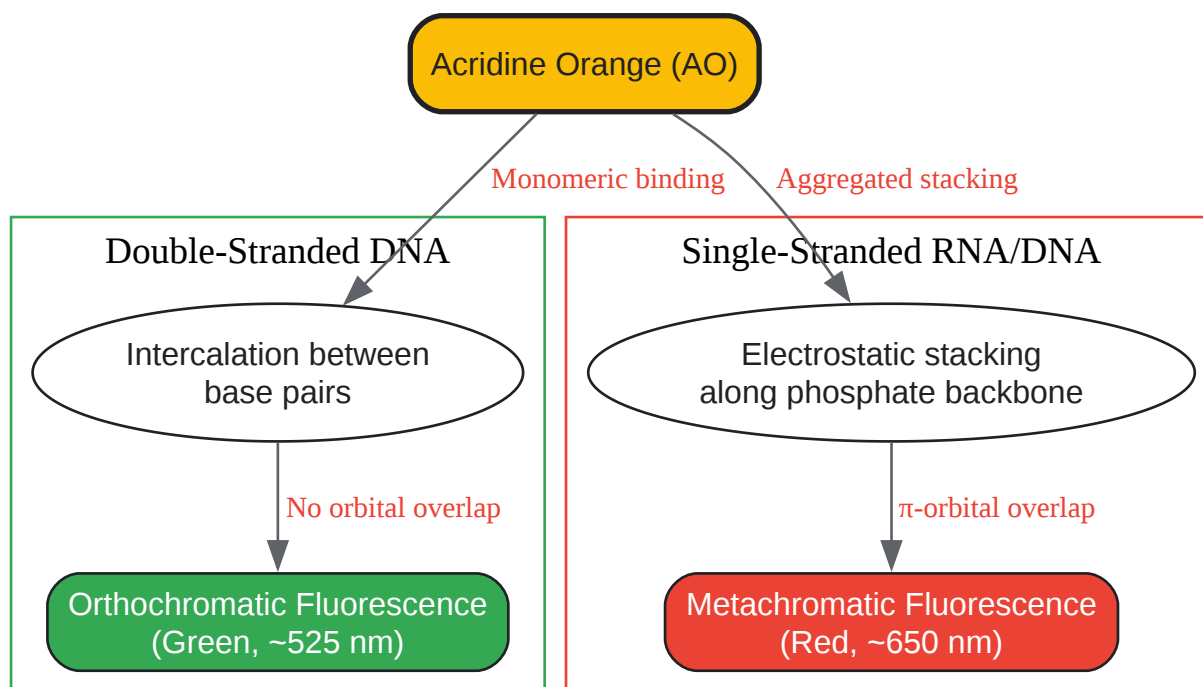 Acridine Orange (AO)
Monomeric binding
Aggregated stacking
Double-Stranded DNA
Single-Stranded RNA/DNA
Intercalation between
base pairs
Electrostatic stacking
along phosphate backbone
No orbital overlap
π-orbital overlap
Orthochromatic Fluorescence
(Green, ~525 nm)
Metachromatic Fluorescence
(Red, ~650 nm)